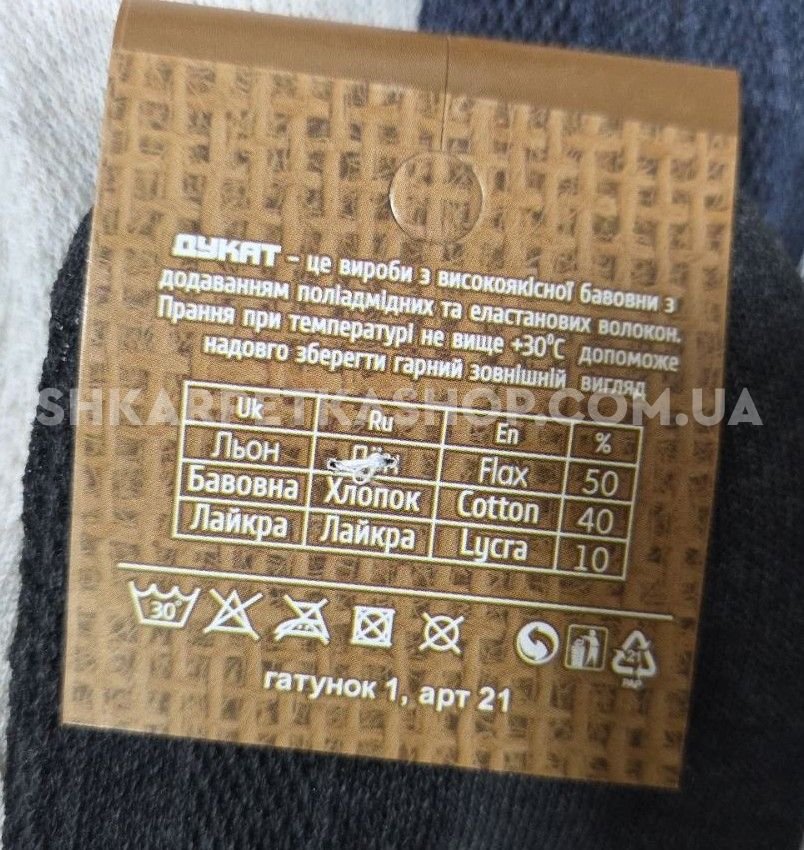 ДУКАТ – це вироби з високоякісної бавовни з
додаванням поліадмідних та еластанових волокон.
Прання при температурі не вище +30°С допоможе
надовго зберегти гарний зовнішній вигляд
SHKARPETKASHOP.COM.UA
Uk Ru En %
Льон Flax 50
Бавовна Хлопок Cotton 40
Лайкра Лайкра Lycra 10
30°
21
гатунок 1, арт 21